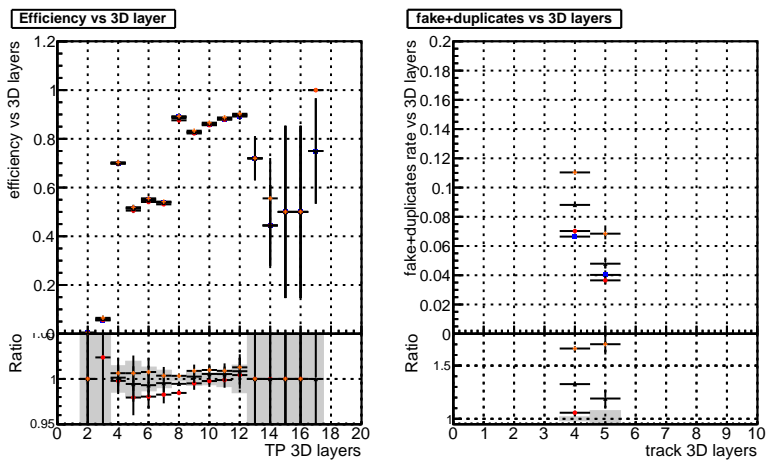 Efficiency vs 3D layer
efficiency vs 3D layers
1.2
1
0.8
0.6
0.4
0.2
0
Ratio
1
0.95
0 2 4 6 8 10 12 14 16 18 20
TP 3D layers
fake+duplicates vs 3D layers
fake+duplicates rate vs 3D layers
0.2
0.18
0.16
0.14
0.12
0.1
0.08
0.06
0.04
0.02
0
Ratio
1.5
1
0 1 2 3 4 5 6 7 8 9 10
track 3D layers